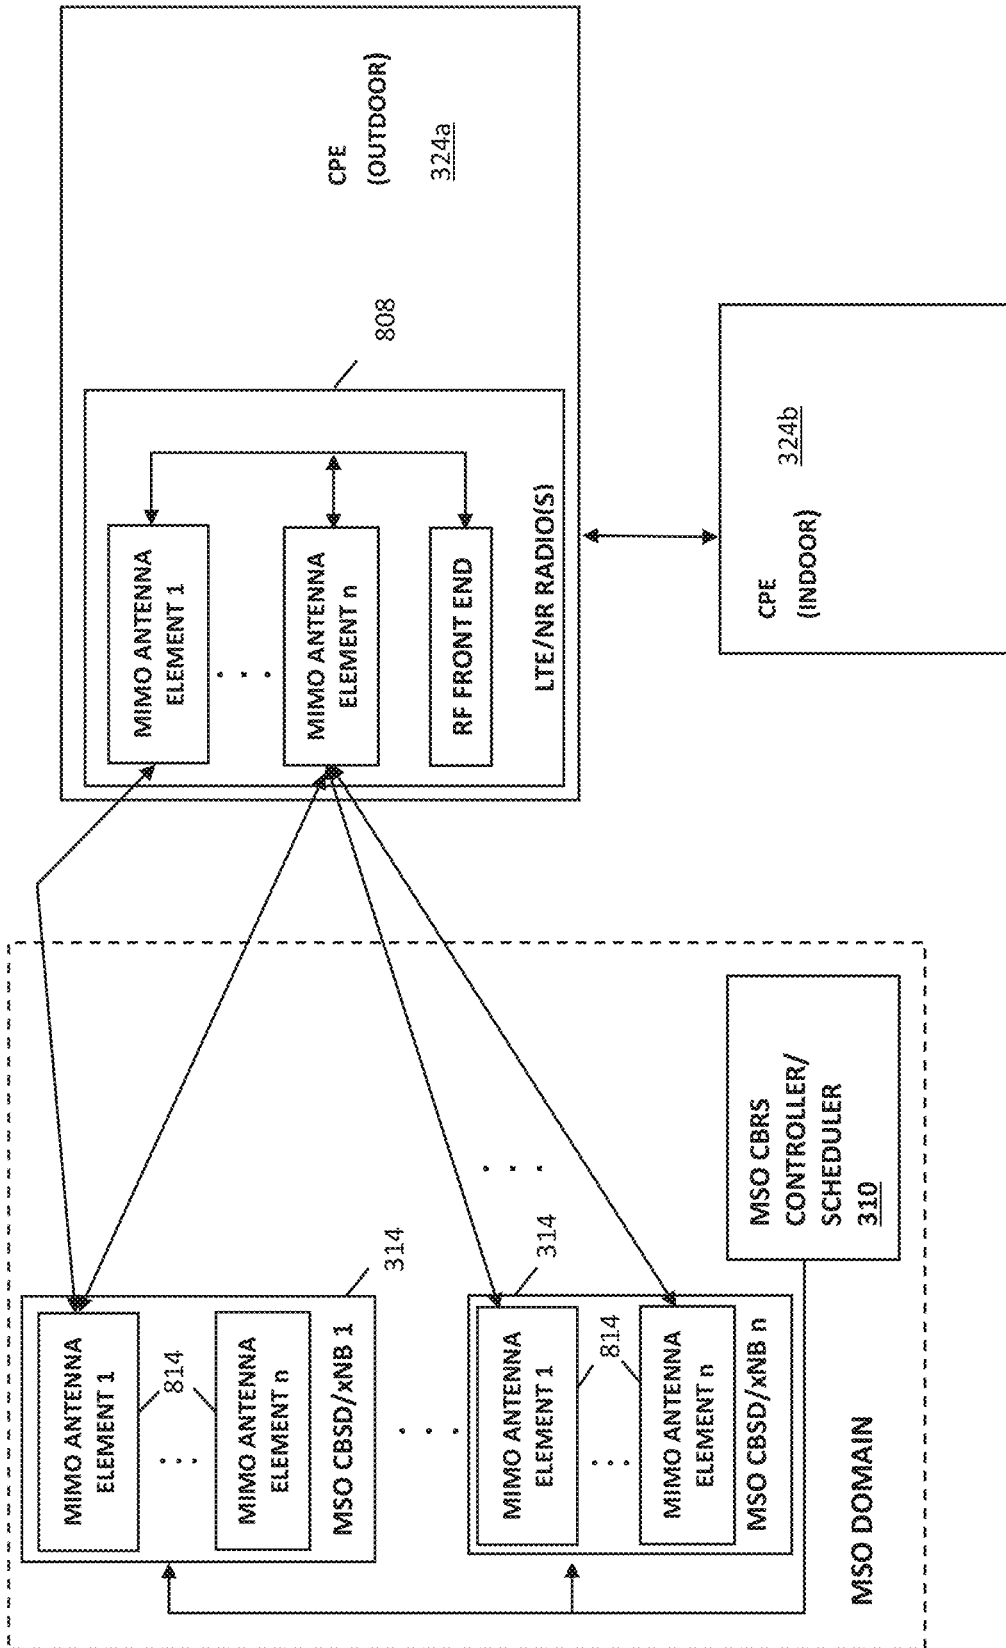 MIMO ANTENNA
ELEMENT 1
814
. . .
MIMO ANTENNA
ELEMENT n
MSO CBSD/xNB 1
314
. . .
314
MIMO ANTENNA
ELEMENT 1
814
. . .
MIMO ANTENNA
ELEMENT n
MSO CBSD/xNB n
. . .
MSO CBRS
CONTROLLER/
SCHEDULER
310
MSO DOMAIN
MIMO ANTENNA
ELEMENT 1
. . .
MIMO ANTENNA
ELEMENT n
RF FRONT END
LTE/NR RADIO(S)
808
CPE
(OUTDOOR)
324a
CPE
(INDOOR)
324b